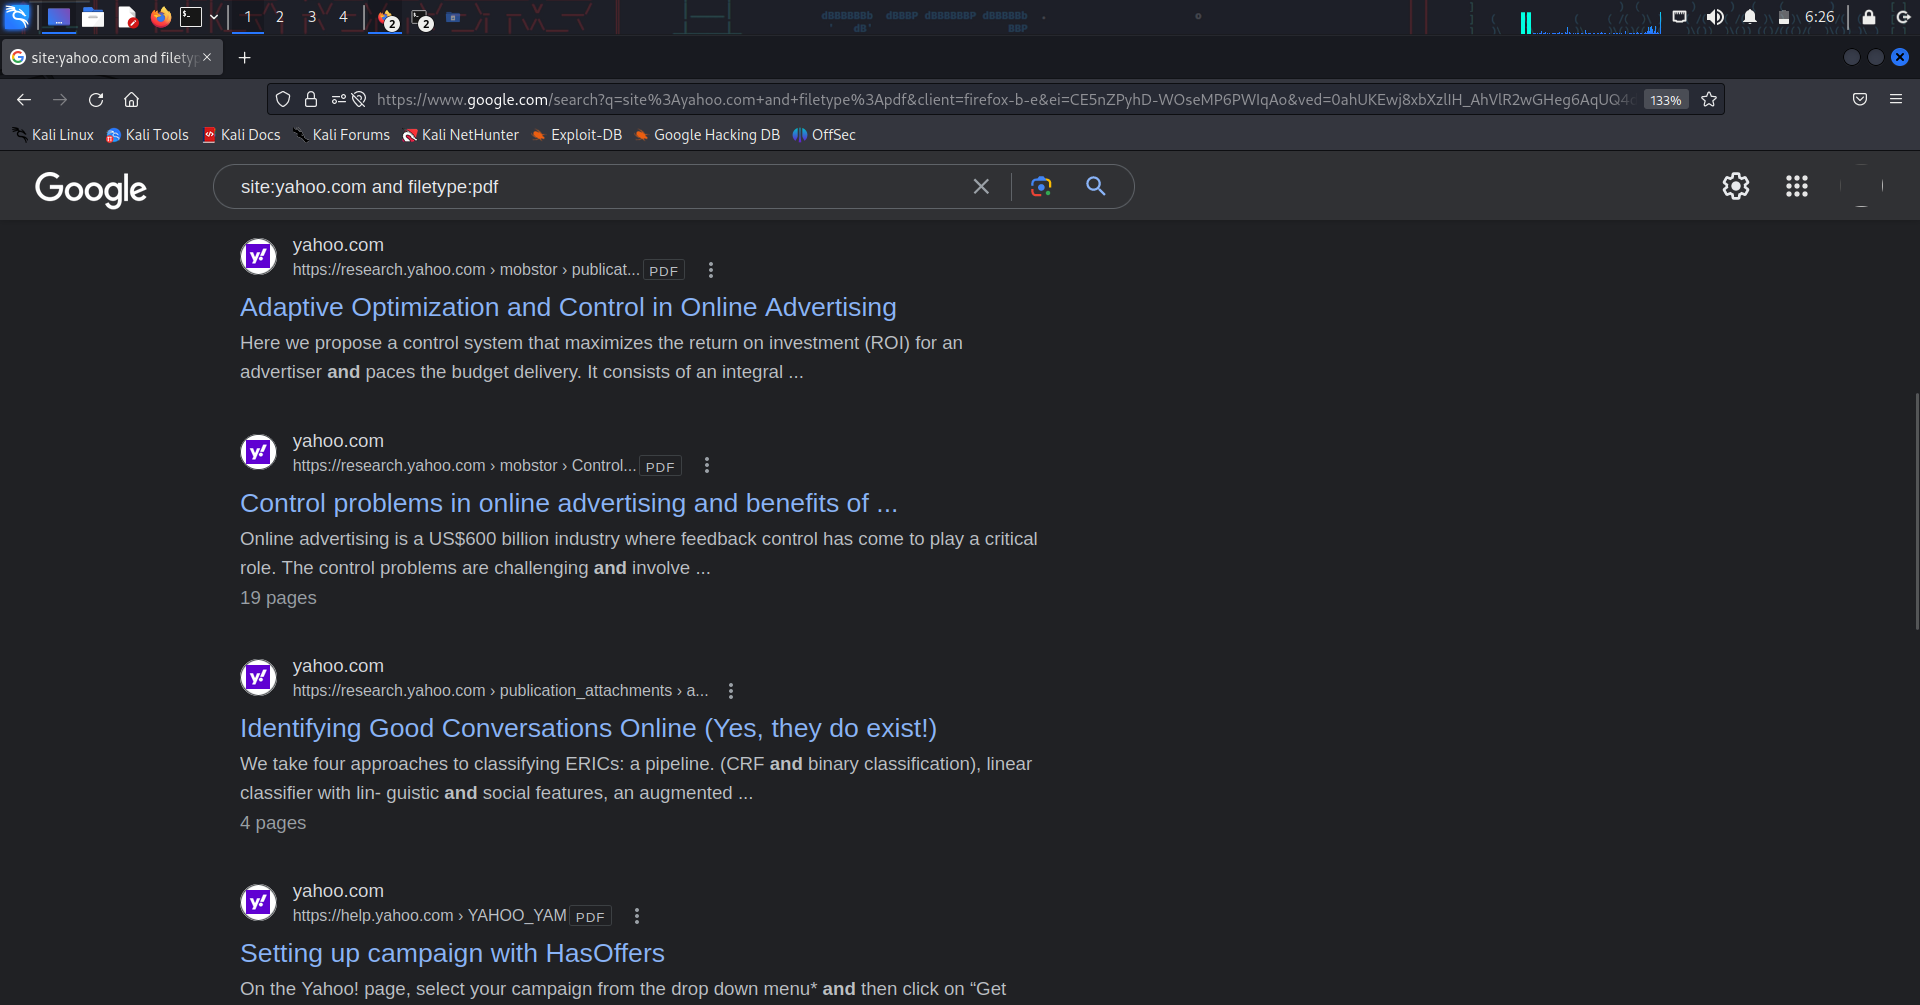 1 2 3 4 2 2 6:26
site:yahoo.com and filetyp
https://www.google.com/search?q=site%3Ayahoo.com+and+filetype%3Apdf&client=firefox-b-e&ei=CE5nZPyhD-WOseMP6PWIqAo&ved=0ahUKEwj8xbXzlIH_AhVlR2wGHeg6AqUQ4c 133%
Kali Linux Kali Tools Kali Docs Kali Forums Kali NetHunter Exploit-DB Google Hacking DB OffSec
Google site:yahoo.com and filetype:pdf
yahoo.com
https://research.yahoo.com › mobstor › publicat... PDF
Adaptive Optimization and Control in Online Advertising
Here we propose a control system that maximizes the return on investment (ROI) for an
advertiser and paces the budget delivery. It consists of an integral ...
yahoo.com
https://research.yahoo.com › mobstor › Control... PDF
Control problems in online advertising and benefits of ...
Online advertising is a US$600 billion industry where feedback control has come to play a critical
role. The control problems are challenging and involve ...
19 pages
yahoo.com
https://research.yahoo.com › publication_attachments › a...
Identifying Good Conversations Online (Yes, they do exist!)
We take four approaches to classifying ERICs: a pipeline. (CRF and binary classification), linear
classifier with lin- guistic and social features, an augmented ...
4 pages
yahoo.com
https://help.yahoo.com › YAHOO_YAM PDF
Setting up campaign with HasOffers
On the Yahoo! page, select your campaign from the drop down menu* and then click on “Get